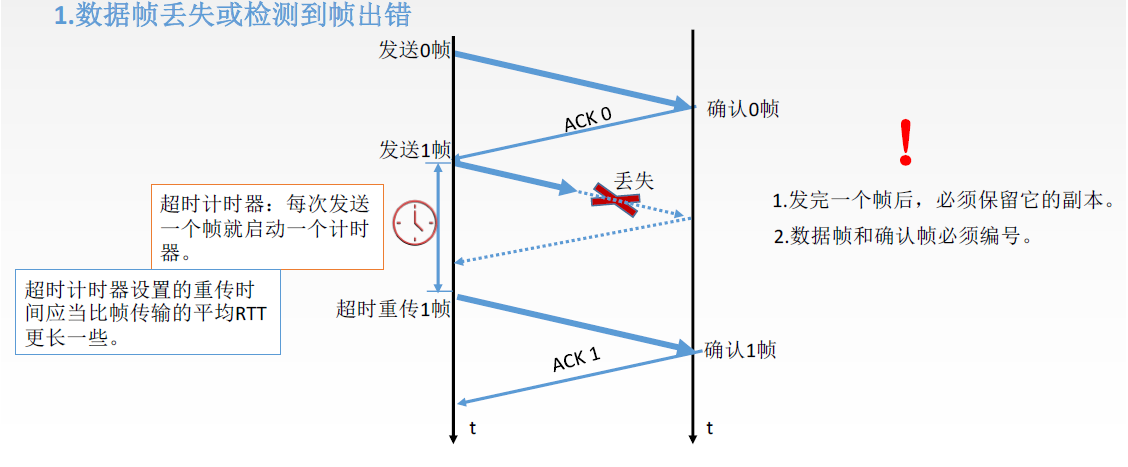 1.数据帧丢失或检测到帧出错
发送0帧
确认0帧
ACK 0
发送1帧
丢失
超时计时器：每次发送
一个帧就启动一个计时
器。
1.发完一个帧后，必须保留它的副本。
2.数据帧和确认帧必须编号。
超时计时器设置的重传时
间应当比帧传输的平均RTT
更长一些。
超时重传1帧
确认1帧
ACK 1
t
t